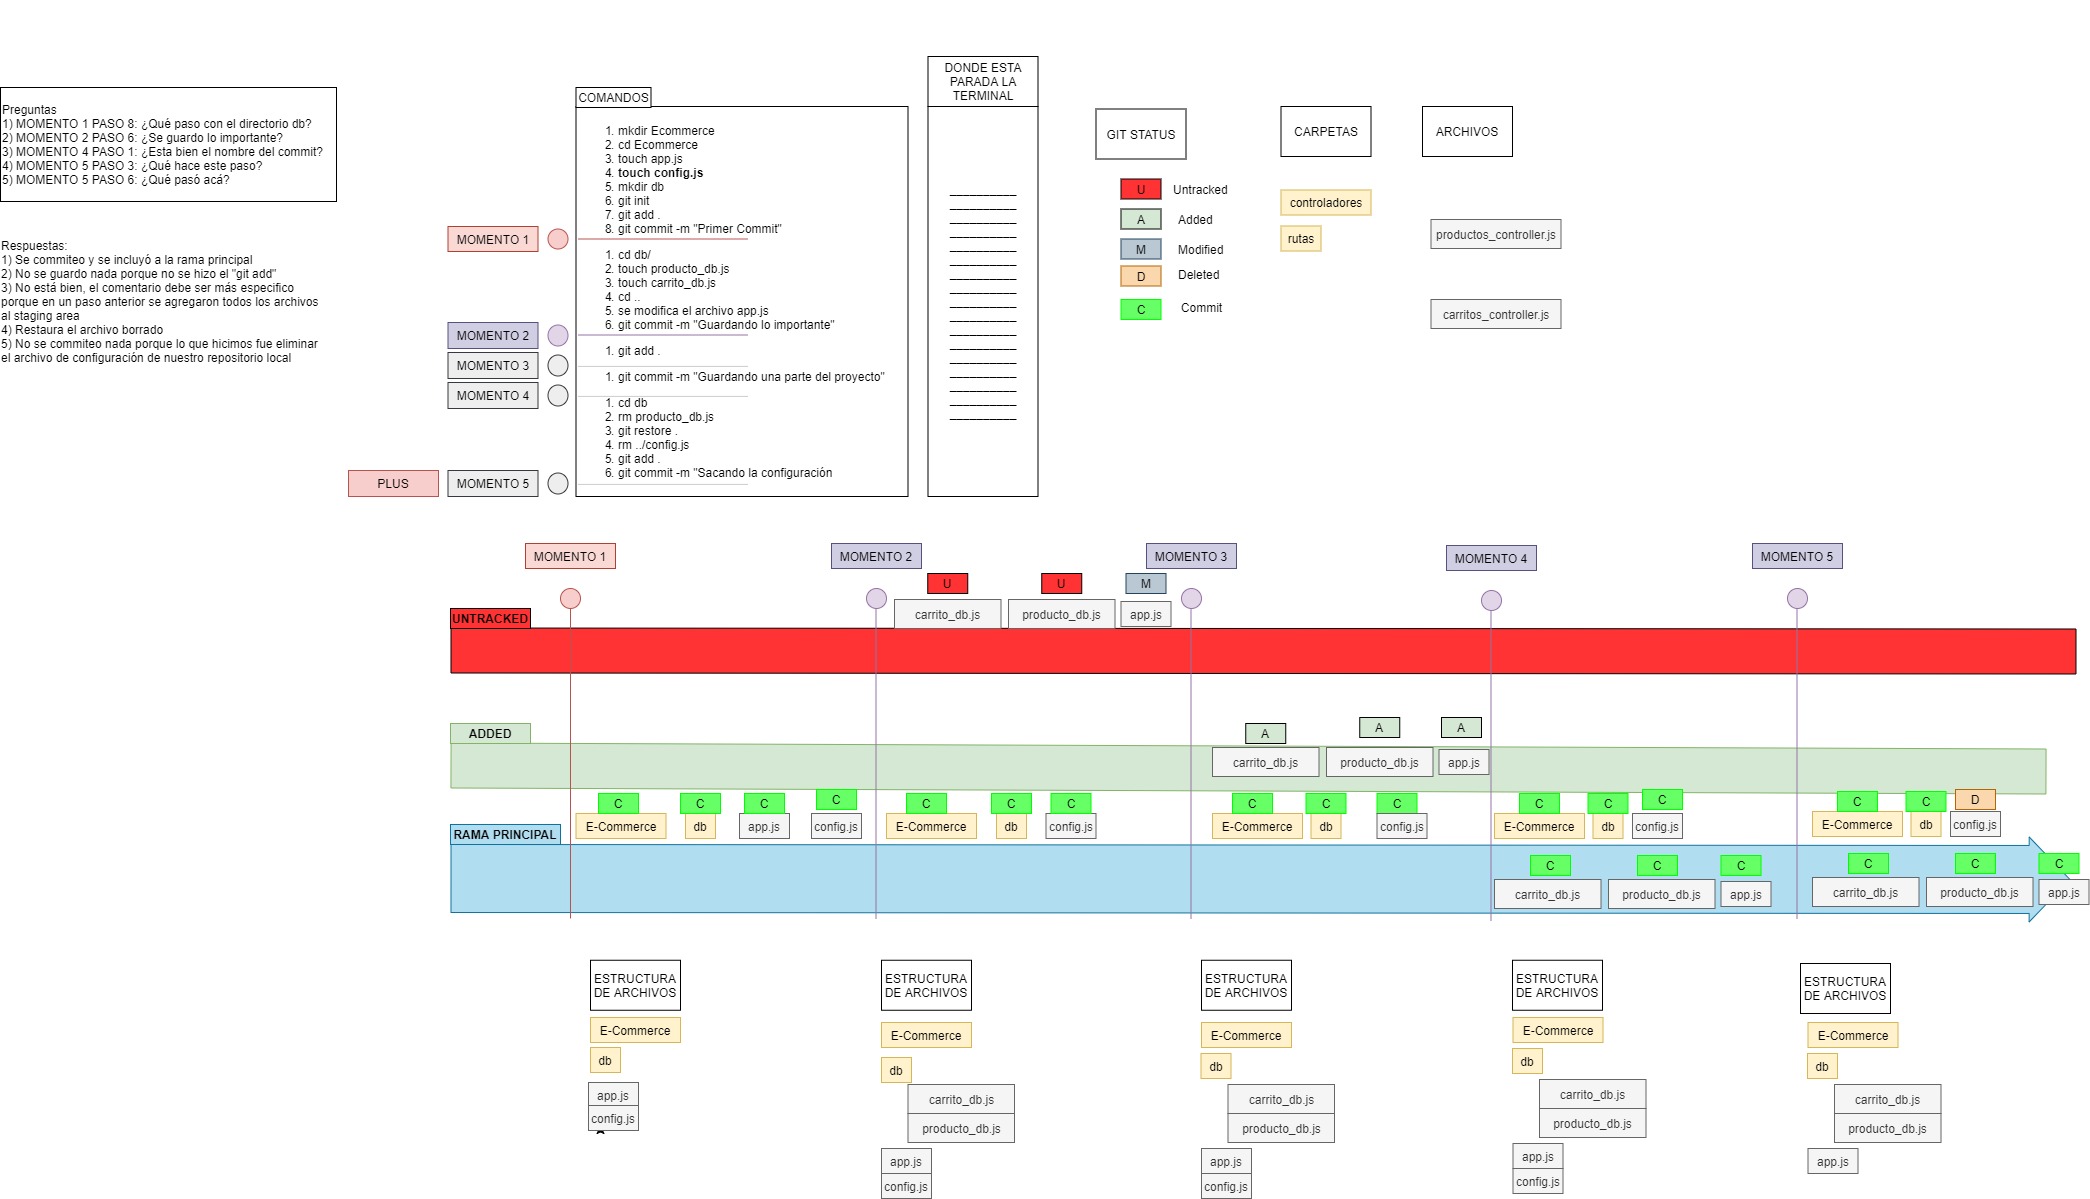 Preguntas
1) MOMENTO 1 PASO 8: ¿Qué paso con el directorio db?
2) MOMENTO 2 PASO 6: ¿Se guardo lo importante?
3) MOMENTO 4 PASO 1: ¿Esta bien el nombre del commit?
4) MOMENTO 5 PASO 3: ¿Qué hace este paso?
5) MOMENTO 5 PASO 6: ¿Qué pasó acá?
Respuestas:
1) Se commiteo y se incluyó a la rama principal
2) No se guardo nada porque no se hizo el "git add"
3) No está bien, el comentario debe ser más especifico
porque en un paso anterior se agregaron todos los archivos
al staging area
4) Restaura el archivo borrado
5) No se commiteo nada porque lo que hicimos fue eliminar
el archivo de configuración de nuestro repositorio local
COMANDOS
1. mkdir Ecommerce
2. cd Ecommerce
3. touch app.js
4. touch config.js
5. mkdir db
6. git init
7. git add .
8. git commit -m "Primer Commit"
MOMENTO 1
1. cd db/
2. touch producto_db.js
3. touch carrito_db.js
4. cd ..
5. se modifica el archivo app.js
6. git commit -m "Guardando lo importante"
MOMENTO 2
1. git add .
MOMENTO 3
1. git commit -m "Guardando una parte del proyecto"
MOMENTO 4
1. cd db
2. rm producto_db.js
3. git restore .
4. rm ../config.js
5. git add .
6. git commit -m "Sacando la configuración
PLUS MOMENTO 5
DONDE ESTA
PARADA LA
TERMINAL
GIT STATUS
U Untracked
A Added
M Modified
D Deleted
C Commit
CARPETAS
controladores
rutas
ARCHIVOS
productos_controller.js
carritos_controller.js
MOMENTO 1 MOMENTO 2 MOMENTO 3 MOMENTO 4 MOMENTO 5
U U M
UNTRACKED carrito_db.js producto_db.js app.js
A A A
ADDED
carrito_db.js producto_db.js app.js
C C C C C C C C C C C C C C C D
E-Commerce db app.js config.js E-Commerce db config.js E-Commerce db config.js E-Commerce db config.js E-Commerce db config.js
RAMA PRINCIPAL
C C C C C C
carrito_db.js producto_db.js app.js carrito_db.js producto_db.js app.js
ESTRUCTURA
DE ARCHIVOS
E-Commerce
db
app.js
config.js
ESTRUCTURA
DE ARCHIVOS
E-Commerce
db
carrito_db.js
producto_db.js
app.js
config.js
ESTRUCTURA
DE ARCHIVOS
E-Commerce
db
carrito_db.js
producto_db.js
app.js
config.js
ESTRUCTURA
DE ARCHIVOS
E-Commerce
db
carrito_db.js
producto_db.js
app.js
config.js
ESTRUCTURA
DE ARCHIVOS
E-Commerce
db
carrito_db.js
producto_db.js
app.js